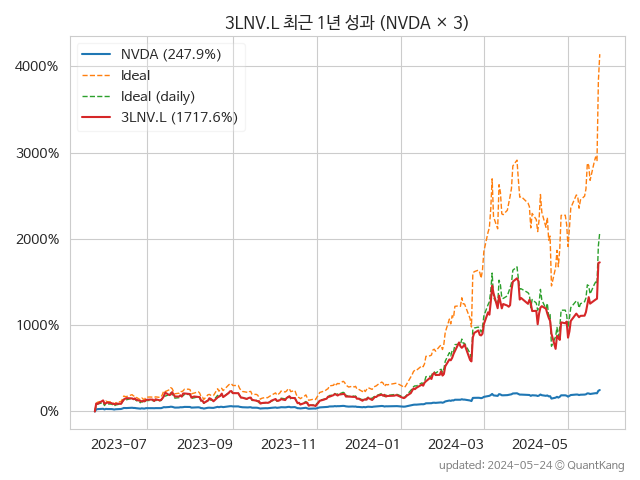 3LNV.L 최근 1년 성과 (NVDA × 3)
NVDA (247.9%)
Ideal
Ideal (daily)
3LNV.L (1717.6%)
4000%
3000%
2000%
1000%
0%
2023-07 2023-09 2023-11 2024-01 2024-03 2024-05
updated: 2024-05-24 © QuantKang